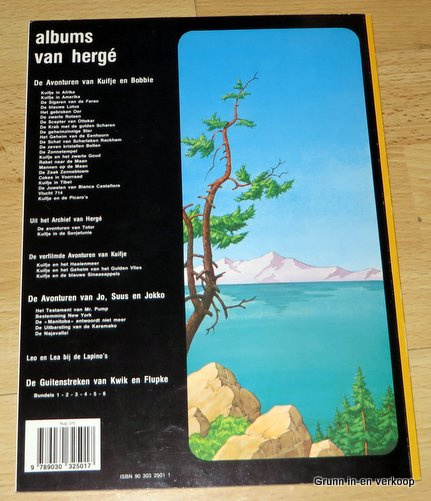 albums
van hergé
De Avonturen van Kuifje en Bobbie
Kuifje in Afrika
Kuifje in Amerika
De Sigaren van de Farao
De blauwe Lotus
Het gebroken Oor
De zwarte Rotsen
De Scepter van Ottokar
De Krab met de gulden Scharen
De geheimzinnige Ster
Het Geheim van de Eenhoorn
De Schat van Scharlaken Rackham
De zeven kristallen Bollen
De Zonnetempel
Kuifje en het zwarte Goud
Raket naar de Maan
Mannen op de Maan
De Zaak Zonnebloem
Cokes in Voorraad
Kuifje in Tibet
De Juwelen van Bianca Castafiore
Vlucht 714
Kuifje en de Picaro's
Uit het Archief van Hergé
De avonturen van Totor
Kuifje in de Sovjetunie
De verfilmde Avonturen van Kuifje
Kuifje en het Haaienmeer
Kuifje en het Geheim van het Gulden Vlies
Kuifje en de blauwe Sinaasappels
De Avonturen van Jo, Suus en Jokko
Het Testament van Mr. Pump
Bestemming New York
De «Manitoba» antwoordt niet meer
De Uitbarsting van de Karamako
De Najavallei
Leo en Lea bij de Lapino's
De Guitenstreken van Kwik en Flupke
Bundels 1 - 2 - 3 - 4 - 5 - 6
9 789030 325017
ISBN 90 303 2501 1
Grunn.in-en verkoop